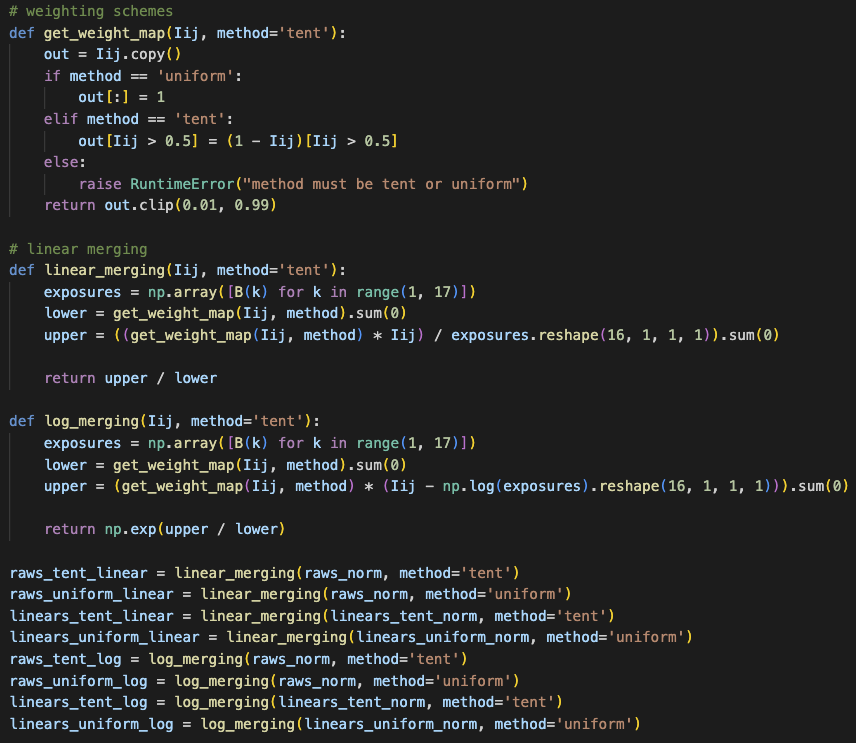 # weighting schemes
def get_weight_map(Iij, method='tent'):
    out = Iij.copy()
    if method == 'uniform':
        out[:] = 1
    elif method == 'tent':
        out[Iij > 0.5] = (1 - Iij)[Iij > 0.5]
    else:
        raise RuntimeError("method must be tent or uniform")
    return out.clip(0.01, 0.99)

# linear merging
def linear_merging(Iij, method='tent'):
    exposures = np.array([B(k) for k in range(1, 17)])
    lower = get_weight_map(Iij, method).sum(0)
    upper = ((get_weight_map(Iij, method) * Iij) / exposures.reshape(16, 1, 1, 1)).sum(0)

    return upper / lower

def log_merging(Iij, method='tent'):
    exposures = np.array([B(k) for k in range(1, 17)])
    lower = get_weight_map(Iij, method).sum(0)
    upper = (get_weight_map(Iij, method) * (Iij - np.log(exposures).reshape(16, 1, 1, 1))).sum(0)

    return np.exp(upper / lower)

raws_tent_linear = linear_merging(raws_norm, method='tent')
raws_uniform_linear = linear_merging(raws_norm, method='uniform')
linears_tent_linear = linear_merging(linears_tent_norm, method='tent')
linears_uniform_linear = linear_merging(linears_uniform_norm, method='uniform')
raws_tent_log = log_merging(raws_norm, method='tent')
raws_uniform_log = log_merging(raws_norm, method='uniform')
linears_tent_log = log_merging(linears_tent_norm, method='tent')
linears_uniform_log = log_merging(linears_uniform_norm, method='uniform')